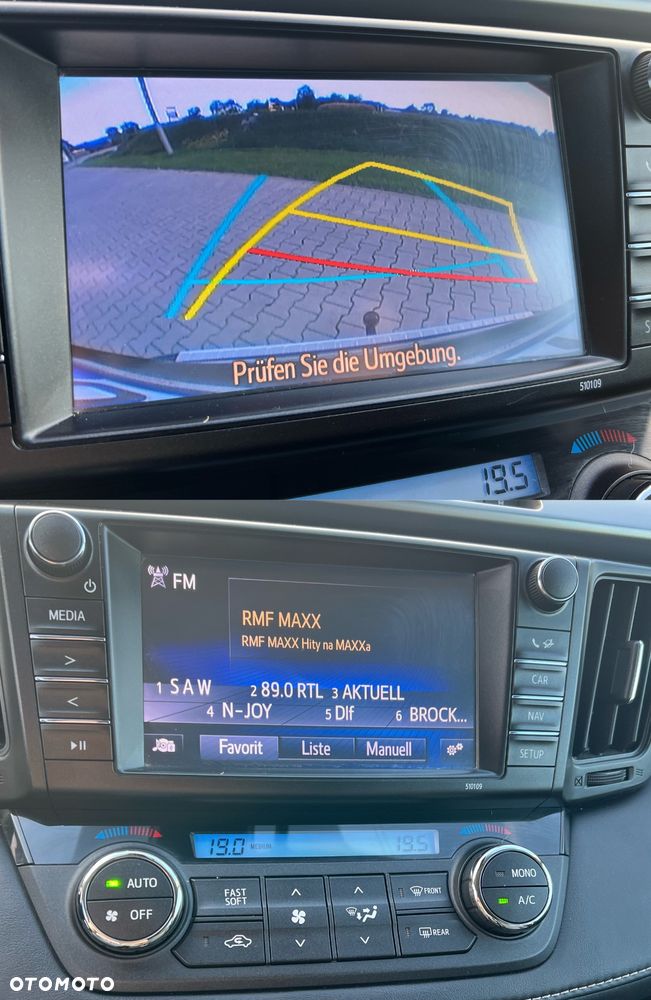 Prüfen Sie die Umgebung.
510109
19.5
FM
MEDIA
RMF MAXX
RMF MAXX Hity na MAXXa
1 SAW 2 89.0 RTL 3 AKTUELL
4 N-JOY 5 Dlf 6 BROCK...
Favorit Liste Manuell
CAR
NAV
SETUP
510109
19.0 MEDIUM 19.5
AUTO
OFF
FAST
SOFT
FRONT
REAR
MONO
A/C
OTOMOTO